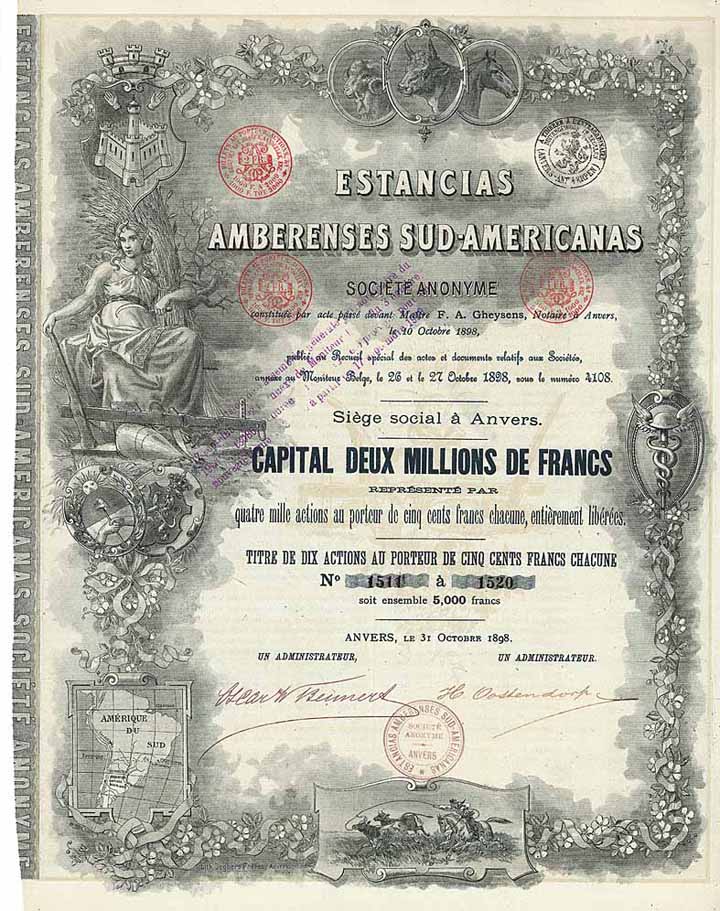 ESTANCIAS AMBERENSES SUD-AMERICANAS SOCIÉTÉ ANONYME
ESTANCIAS
AMBERENSES SUD-AMERICANAS
SOCIÉTÉ ANONYME
constituée par acte passé devant Maître F. A. Gheysens, Notaire à Anvers,
le 10 Octobre 1898,
publié au Recueil spécial des actes et documents relatifs aux Sociétés,
annexe au Moniteur Belge, le 26 et le 27 Octobre 1898, sous le numéro 4108.
Siège social à Anvers.
CAPITAL DEUX MILLIONS DE FRANCS
REPRÉSENTÉ PAR
quatre mille actions au porteur de cinq cents francs chacune, entièrement libérées.
TITRE DE DIX ACTIONS AU PORTEUR DE CINQ CENTS FRANCS CHACUNE
No 1511 à 1520
soit ensemble 5,000 francs
ANVERS, LE 31 OCTOBRE 1898.
UN ADMINISTRATEUR, UN ADMINISTRATEUR.
H. Oostendorp
ESTANCIAS AMBERENSES SUD-AMERICANAS
SOCIÉTÉ
ANONYME
ANVERS
AMÉRIQUE
DU
SUD